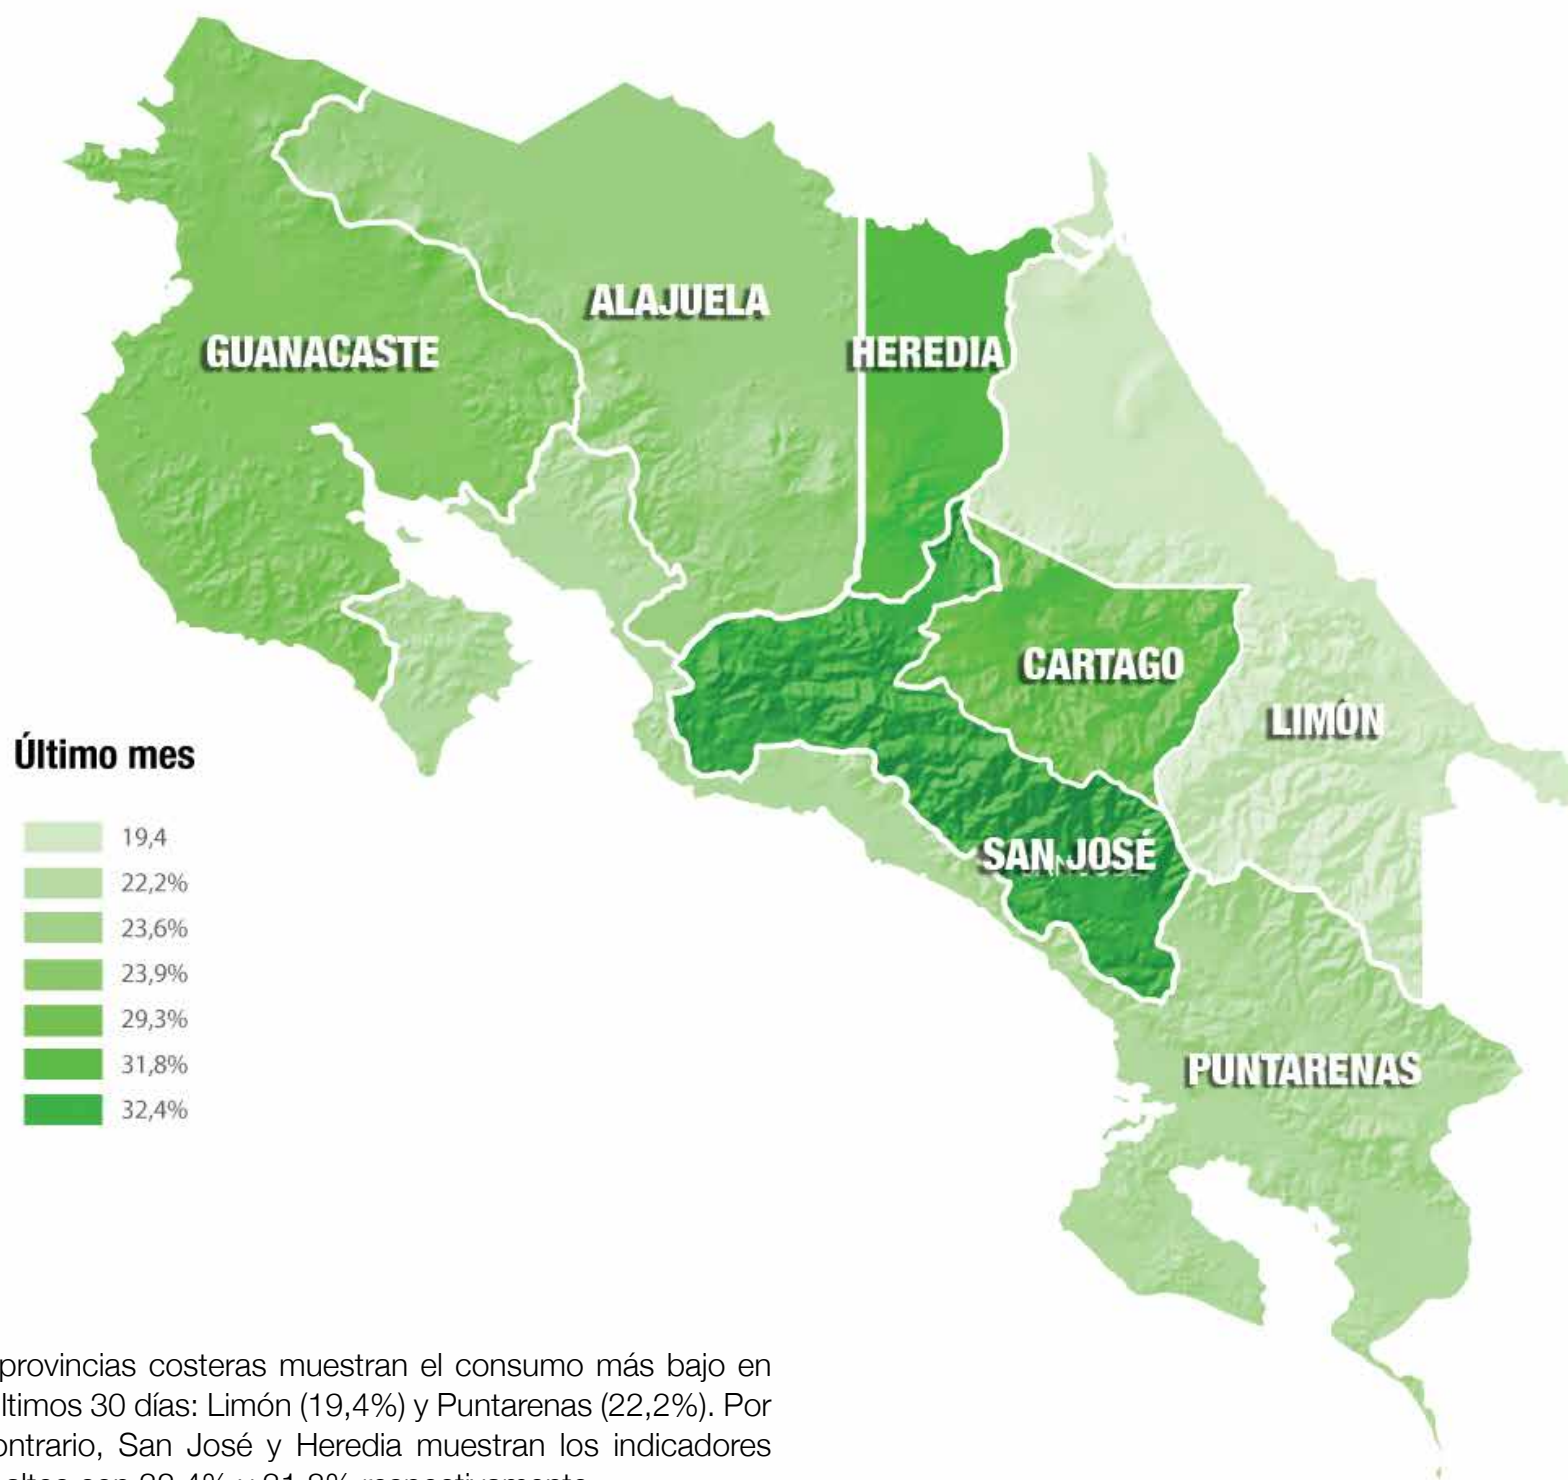 ALAJUELA
GUANACASTE
HEREDIA
CARTAGO
LIMÓN
SAN JOSÉ
PUNTARENAS
Último mes
19,4
22,2%
23,6%
23,9%
29,3%
31,8%
32,4%
provincias costeras muestran el consumo más bajo en
ltimos 30 días: Limón (19,4%) y Puntarenas (22,2%). Por
ontrario, San José y Heredia muestran los indicadores